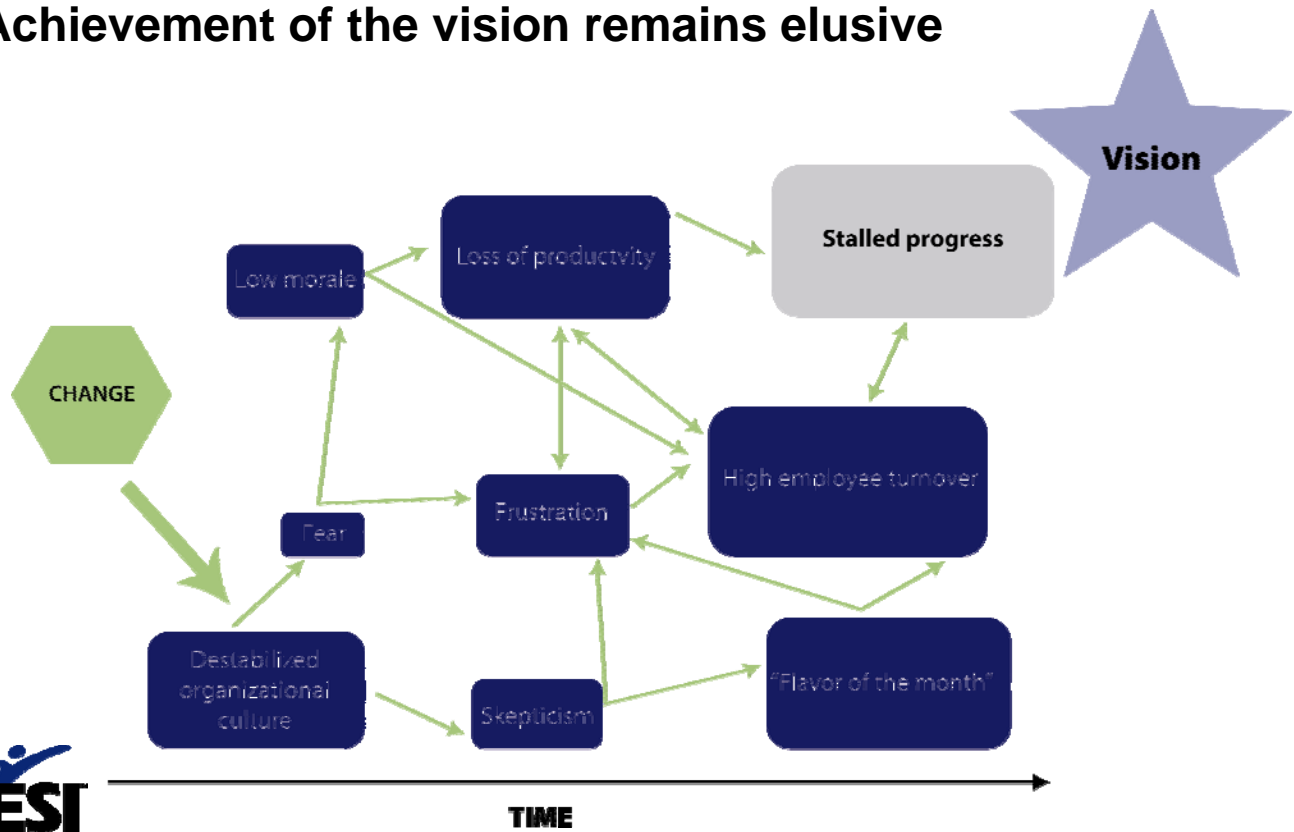 Achievement of the vision remains elusive
Vision
Stalled progress
Loss of productvity
Low morale
CHANGE
High employee turnover
Frustration
Fear
Destabilized
organizational
culture
Skepticism
"Flavor of the month"
ESI
TIME